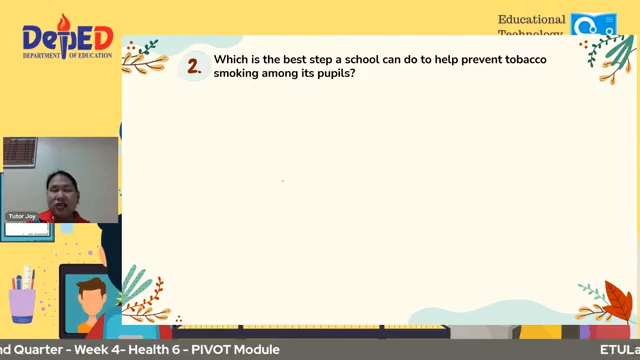 DepED
DEPARTMENT OF EDUCATION
Educational
Technology
2.
Which is the best step a school can do to help prevent tobacco
smoking among its pupils?
Tutor Joy
nd Quarter - Week 4- Health 6 - PIVOT Module
ETULa